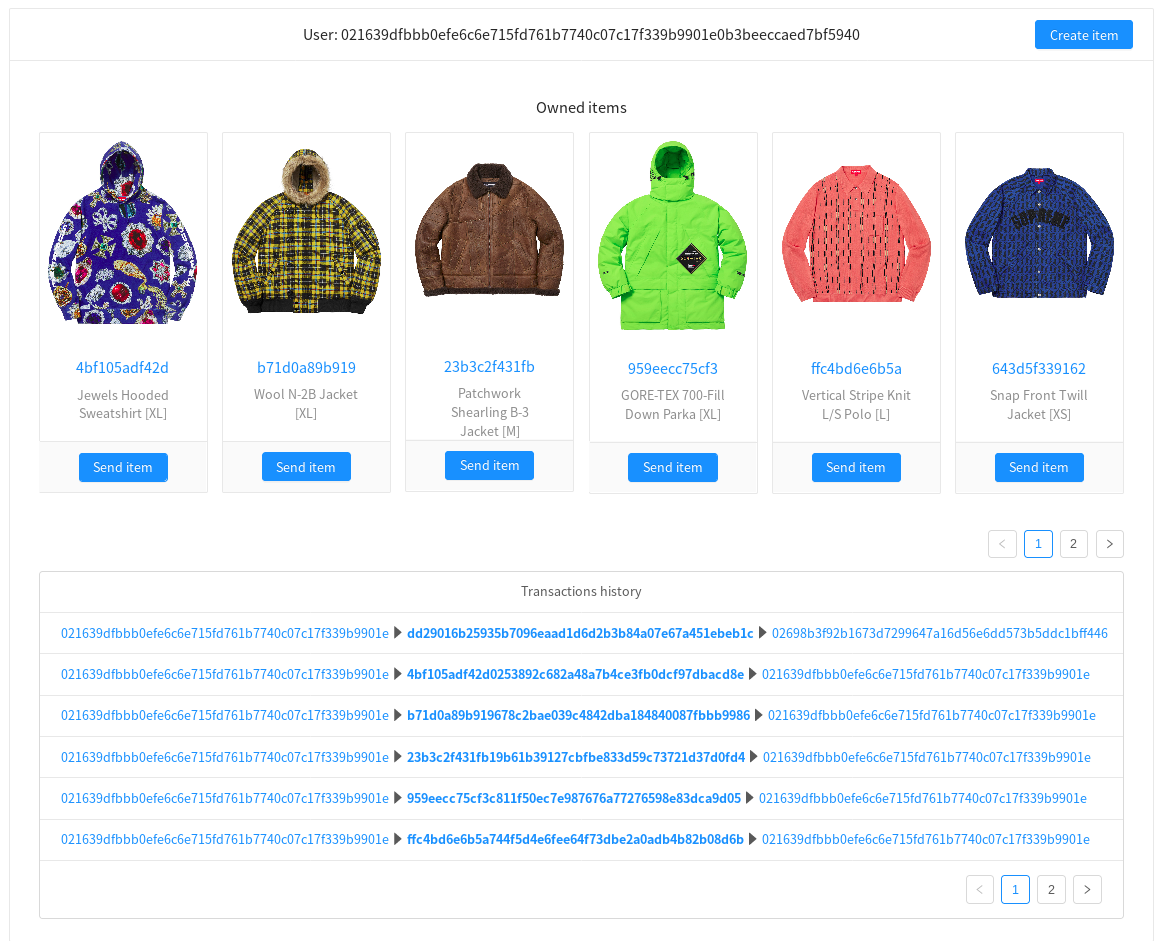 User: 021639dfbbb0efe6c6e715fd761b7740c07c17f339b9901e0b3beeccaed7bf5940
Create item
Owned items
4bf105adf42d
Jewels Hooded
Sweatshirt [XL]
Send item
b71d0a89b919
Wool N-2B Jacket
[XL]
Send item
23b3c2f431fb
Patchwork
Shearling B-3
Jacket [M]
Send item
959eecc75cf3
GORE-TEX 700-Fill
Down Parka [XL]
Send item
ffc4bd6e6b5a
Vertical Stripe Knit
L/S Polo [L]
Send item
SUPREME
643d5f339162
Snap Front Twill
Jacket [XS]
Send item
< 1 2 >
Transactions history
021639dfbbb0efe6c6e715fd761b7740c07c17f339b9901e ▶ dd29016b25935b7096eaad1d6d2b3b84a07e67a451ebeb1c ▶ 02698b3f92b1673d7299647a16d56e6dd573b5ddc1bff446
021639dfbbb0efe6c6e715fd761b7740c07c17f339b9901e ▶ 4bf105adf42d0253892c682a48a7b4ce3fb0dcf97dbacd8e ▶ 021639dfbbb0efe6c6e715fd761b7740c07c17f339b9901e
021639dfbbb0efe6c6e715fd761b7740c07c17f339b9901e ▶ b71d0a89b919678c2bae039c4842dba184840087fbbb9986 ▶ 021639dfbbb0efe6c6e715fd761b7740c07c17f339b9901e
021639dfbbb0efe6c6e715fd761b7740c07c17f339b9901e ▶ 23b3c2f431fb19b61b39127cbfbe833d59c73721d37d0fd4 ▶ 021639dfbbb0efe6c6e715fd761b7740c07c17f339b9901e
021639dfbbb0efe6c6e715fd761b7740c07c17f339b9901e ▶ 959eecc75cf3c811f50ec7e987676a77276598e83dca9d05 ▶ 021639dfbbb0efe6c6e715fd761b7740c07c17f339b9901e
021639dfbbb0efe6c6e715fd761b7740c07c17f339b9901e ▶ ffc4bd6e6b5a744f5d4e6fee64f73dbe2a0adb4b82b08d6b ▶ 021639dfbbb0efe6c6e715fd761b7740c07c17f339b9901e
< 1 2 >